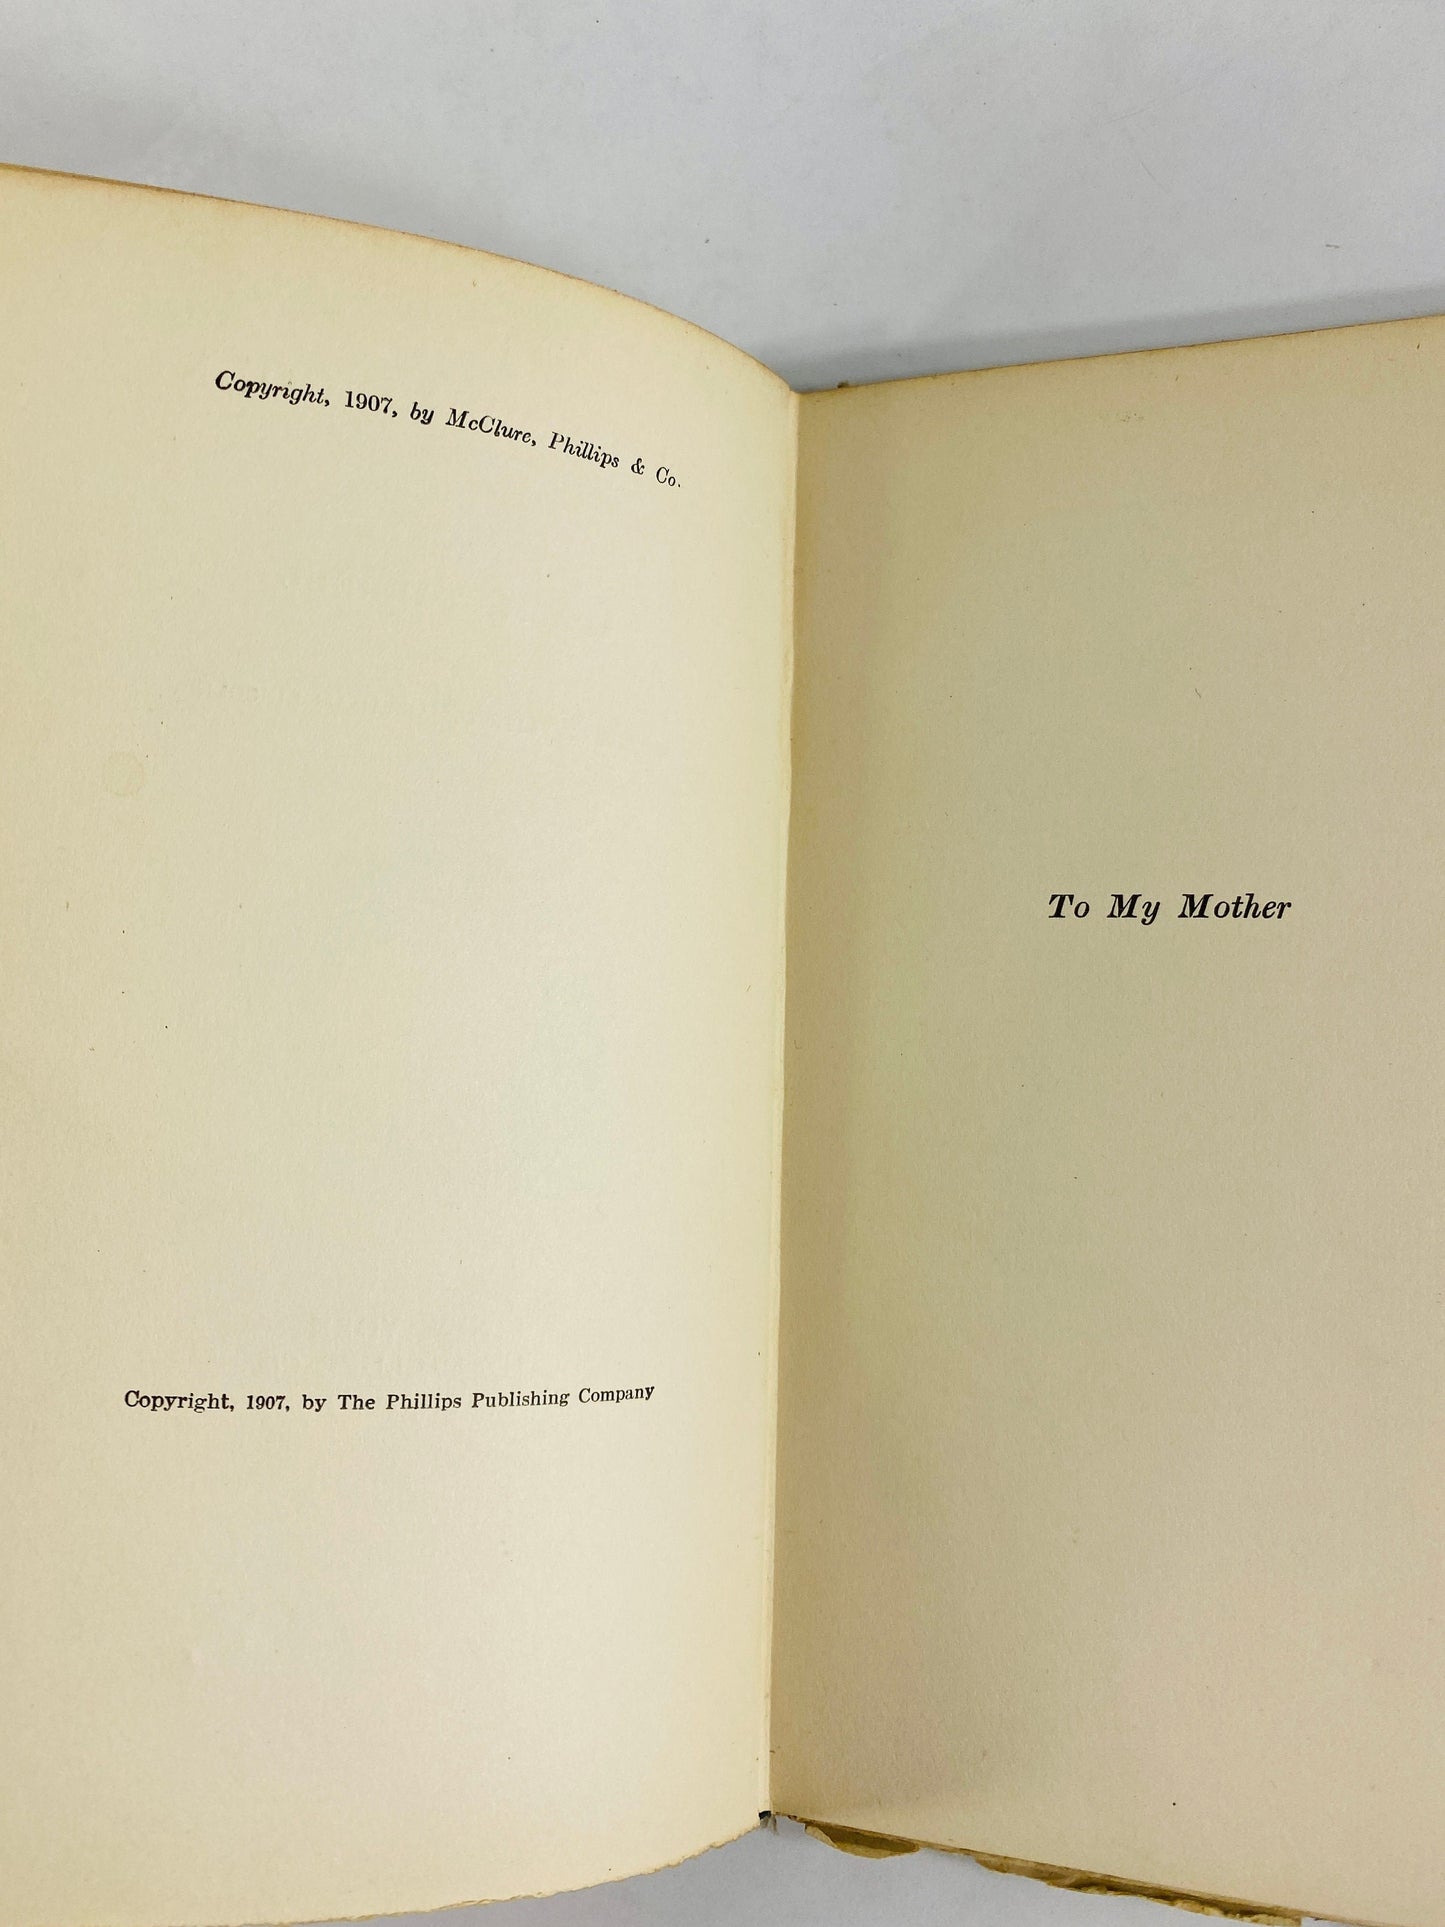 Copyright, 1907, by McClure, Phillips & Co.
Copyright, 1907, by The Phillips Publishing Company
To My Mother